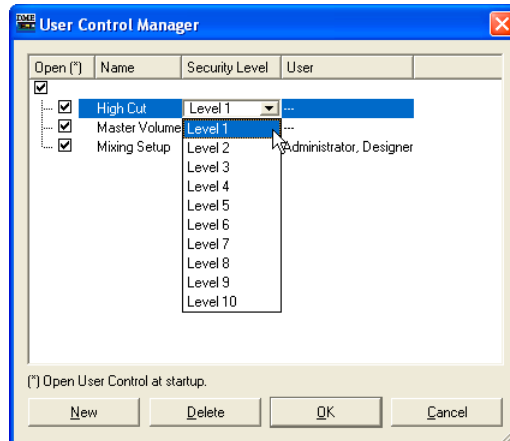 DME User Control Manager
Open (*) Name Security Level User
High Cut Level 1 ---
Master Volume Level 1 ---
Mixing Setup Level 2 Administrator, Designer
Level 3
Level 4
Level 5
Level 6
Level 7
Level 8
Level 9
Level 10
(*) Open User Control at startup.
New Delete OK Cancel